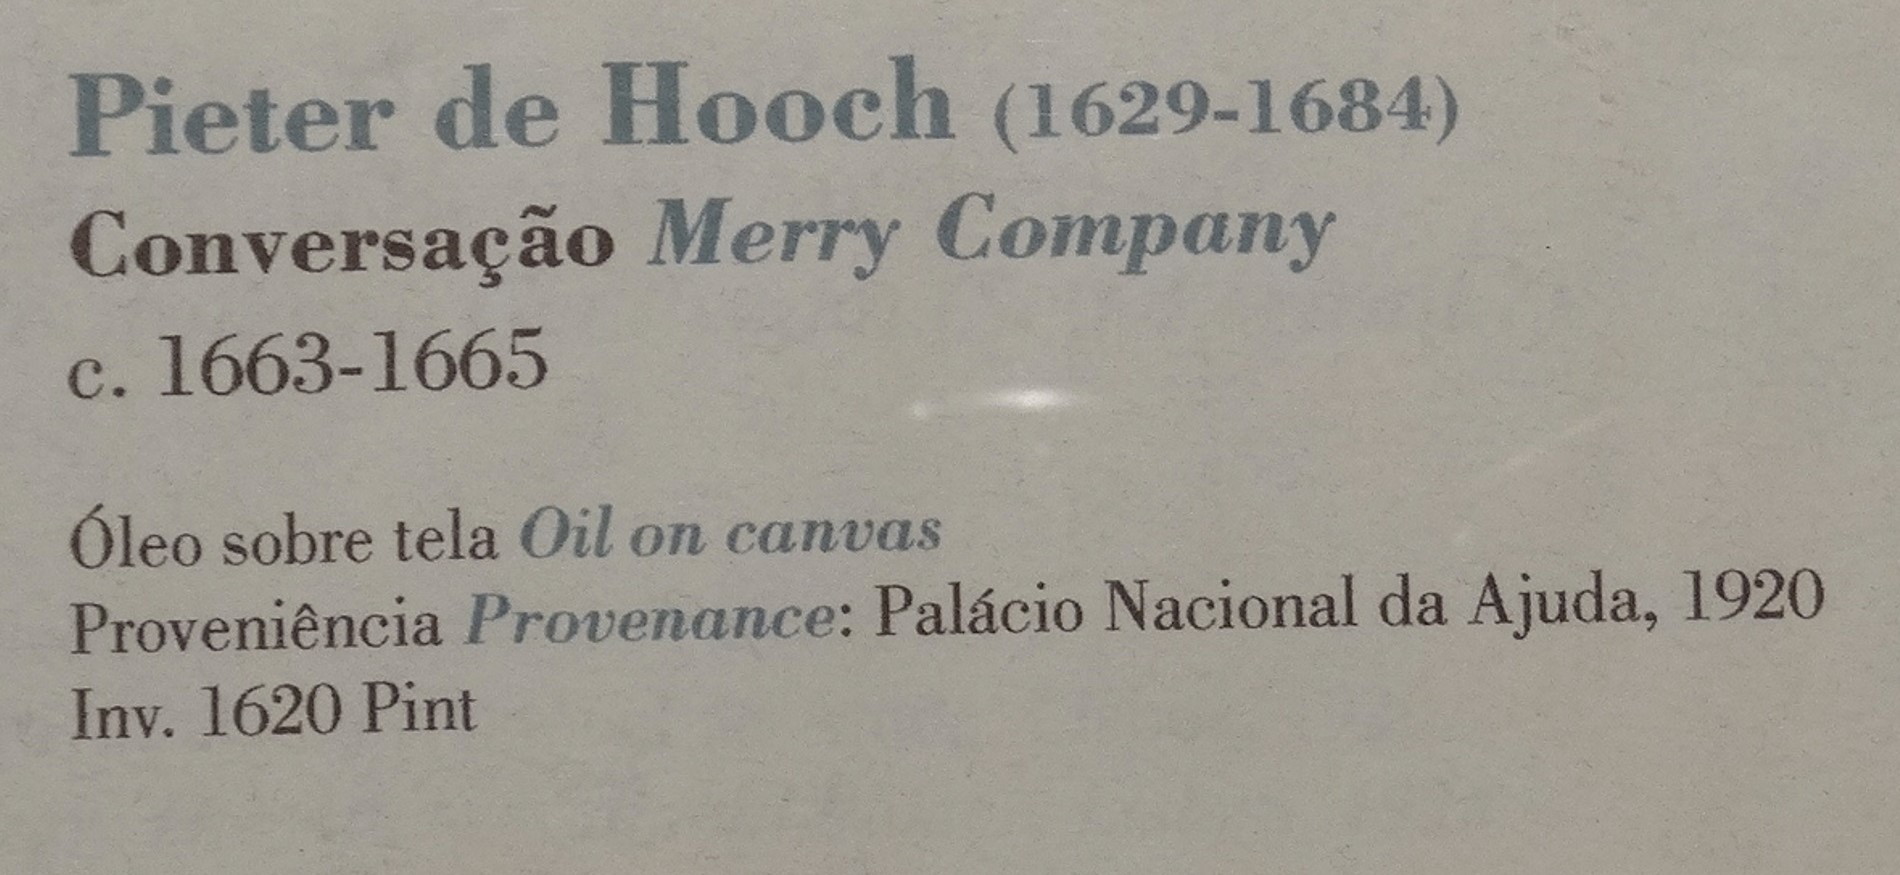 Pieter de Hooch (1629-1684)
Conversação Merry Company
c. 1663-1665
Óleo sobre tela Oil on canvas
Proveniência Provenance: Palácio Nacional da Ajuda, 1920
Inv. 1620 Pint